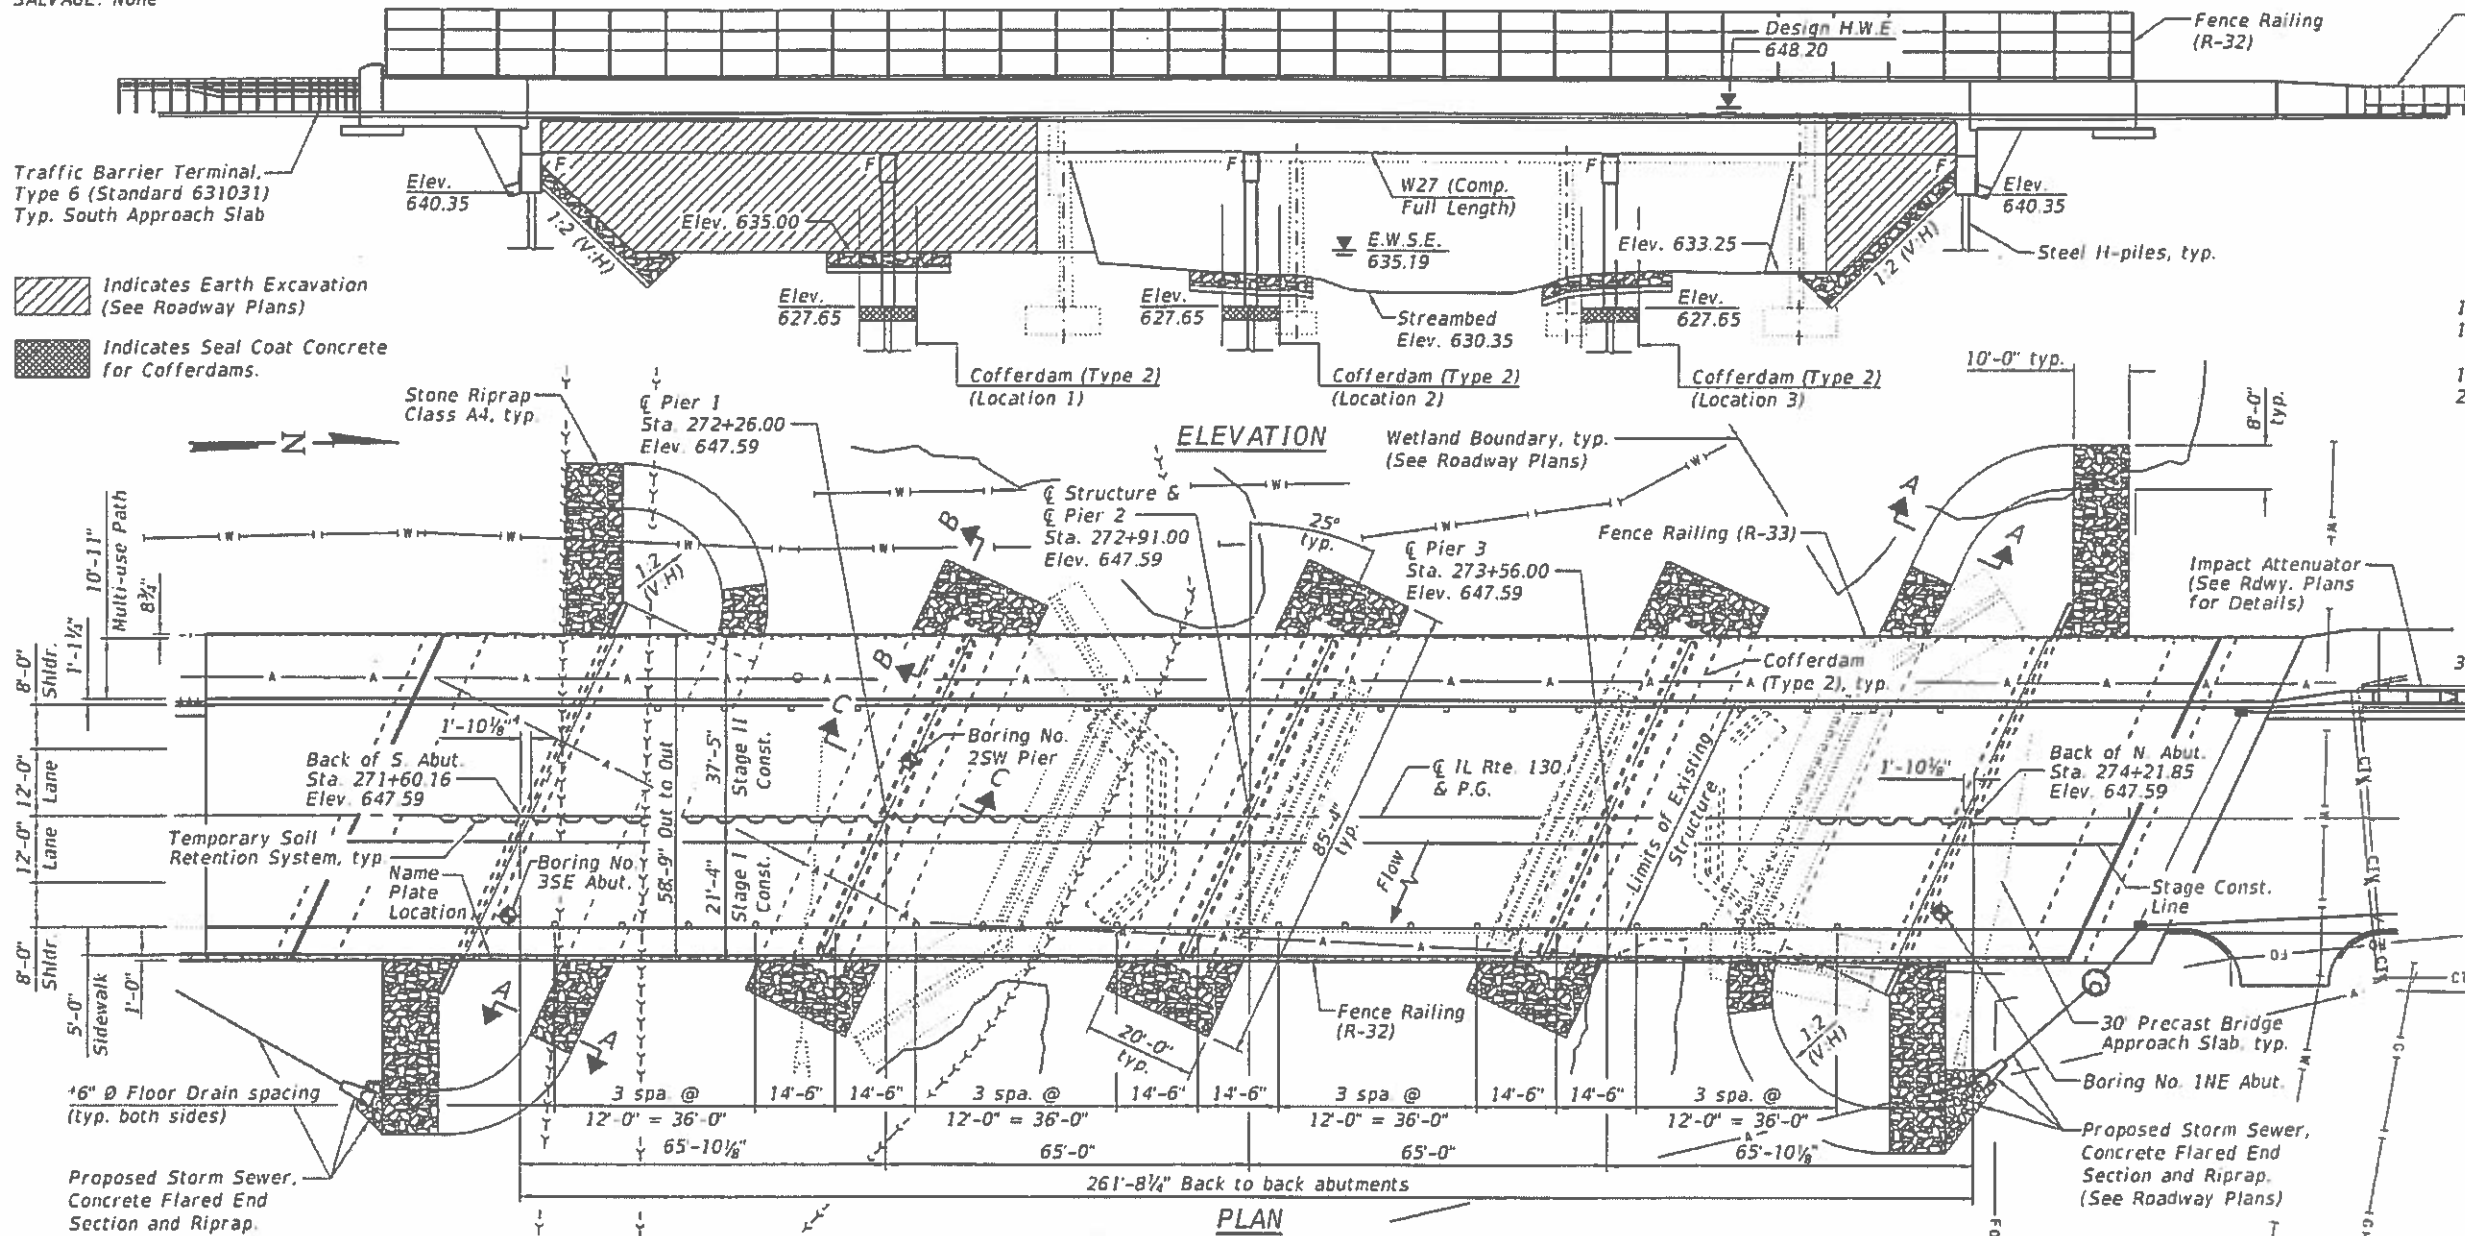 SALVAGE: None
Design H.W.E.
648.20
Fence Railing
(R-32)
Traffic Barrier Terminal,
Type 6 (Standard 631031)
Typ. South Approach Slab
Elev.
640.35
F
F
F
F
F
Elev. 635.00
1:2 (V:H)
W27 (Comp.
Full Length)
E.W.S.E.
635.19
Elev. 633.25
1:2 (V:H)
Elev.
640.35
Steel H-piles, typ.
Indicates Earth Excavation
(See Roadway Plans)
Indicates Seal Coat Concrete
for Cofferdams.
Elev.
627.65
Elev.
627.65
Elev.
627.65
Streambed
Elev. 630.35
Cofferdam (Type 2)
(Location 1)
Cofferdam (Type 2)
(Location 2)
Cofferdam (Type 2)
(Location 3)
ELEVATION
N
Stone Riprap
Class A4, typ.
℄ Pier 1
Sta. 272+26.00
Elev. 647.59
℄ Structure &
℄ Pier 2
Sta. 272+91.00
Elev. 647.59
25°
typ.
℄ Pier 3
Sta. 273+56.00
Elev. 647.59
Wetland Boundary, typ.
(See Roadway Plans)
Fence Railing (R-33)
10'-0" typ.
8'-0"
typ.
Impact Attenuator
(See Rdwy. Plans
for Details)
10'-11"
Multi-use Path
8¾"
1'-1¼"
8'-0"
Shldr.
12'-0"
Lane
12'-0"
Lane
8'-0"
Shldr.
5'-0"
Sidewalk
1'-0"
1:2
(V:H)
B
B
C
C
A
A
A
A
1'-10⅛"
Back of S. Abut.
Sta. 271+60.16
Elev. 647.59
Temporary Soil
Retention System, typ.
Name
Plate
Location
Boring No.
3SE Abut.
58'-9" Out to Out
37'-5"
Stage II
Const.
21'-4"
Stage I
Const.
Boring No.
2SW Pier
Cofferdam
(Type 2), typ.
℄ IL Rte. 130
& P.G.
85'-4"
typ.
Flow
Limits of Existing
Structure
1'-10⅛"
Back of N. Abut.
Sta. 274+21.85
Elev. 647.59
Stage Const.
Line
20'-0"
typ.
Fence Railing
(R-32)
1:2
(V:H)
30' Precast Bridge
Approach Slab, typ.
Boring No. 1NE Abut.
6" Ø Floor Drain spacing
(typ. both sides)
3 spa. @
12'-0" = 36'-0"
14'-6"
14'-6"
3 spa. @
12'-0" = 36'-0"
14'-6"
14'-6"
3 spa. @
12'-0" = 36'-0"
14'-6"
14'-6"
3 spa. @
12'-0" = 36'-0"
65'-10⅛"
65'-0"
65'-0"
65'-10⅛"
261'-8¼" Back to back abutments
Proposed Storm Sewer,
Concrete Flared End
Section and Riprap.
Proposed Storm Sewer,
Concrete Flared End
Section and Riprap.
(See Roadway Plans)
PLAN